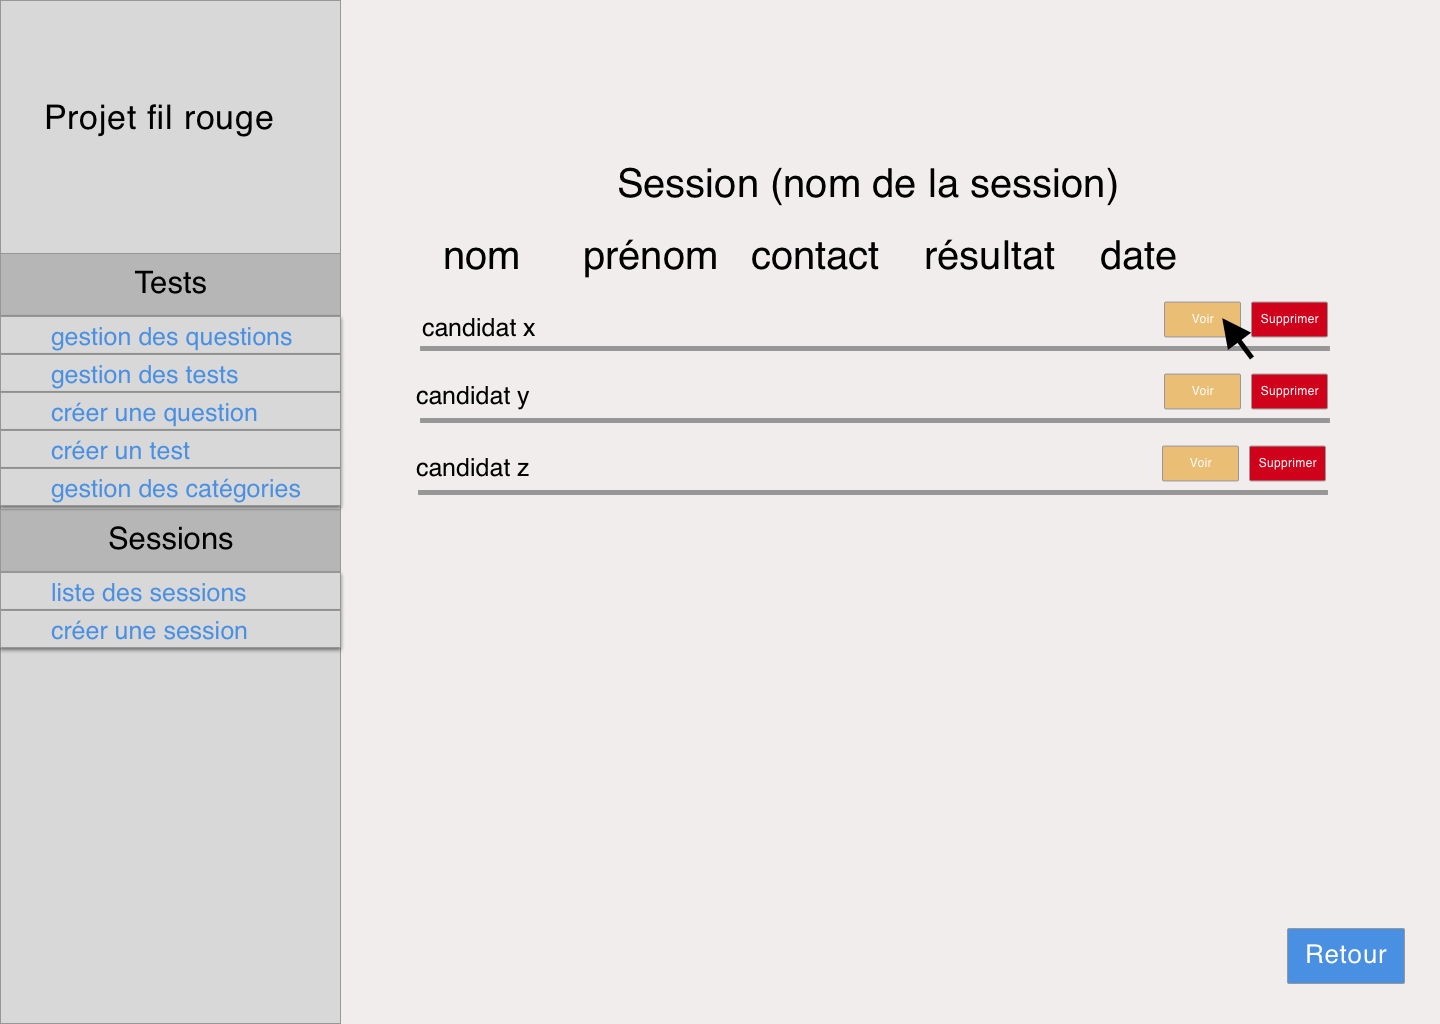 Projet fil rouge
Tests
gestion des questions
gestion des tests
créer une question
créer un test
gestion des catégories
Sessions
liste des sessions
créer une session
Session (nom de la session)
nom prénom contact résultat date
candidat x Voir Supprimer
candidat y Voir Supprimer
candidat z Voir Supprimer
Retour